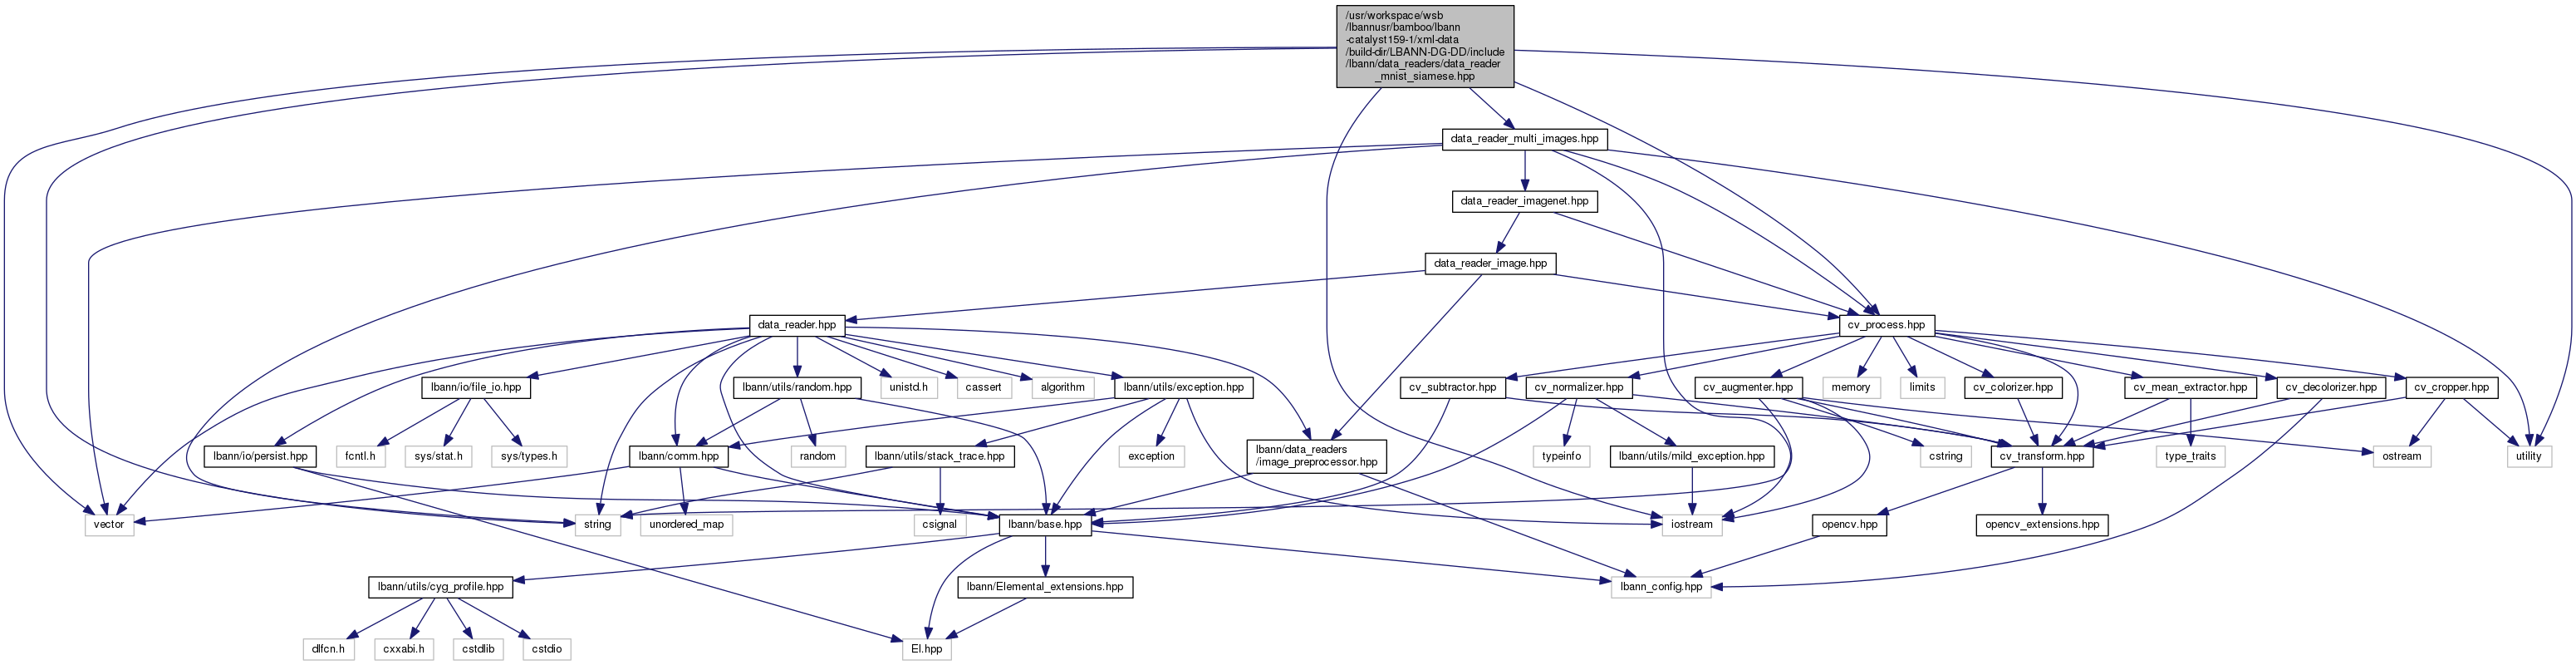 /usr/workspace/wsb
/lbannusr/bamboo/lbann
-catalyst159-1/xml-data
/build-dir/LBANN-DG-DD/include
/lbann/data_readers/data_reader
_mnist_siamese.hpp
data_reader_multi_images.hpp
data_reader_imagenet.hpp
data_reader_image.hpp
data_reader.hpp
cv_process.hpp
lbann/io/file_io.hpp
lbann/utils/random.hpp
unistd.h
cassert
algorithm
lbann/utils/exception.hpp
cv_subtractor.hpp
cv_normalizer.hpp
cv_augmenter.hpp
memory
limits
cv_colorizer.hpp
cv_mean_extractor.hpp
cv_decolorizer.hpp
cv_cropper.hpp
lbann/io/persist.hpp
fcntl.h
sys/stat.h
sys/types.h
lbann/comm.hpp
random
lbann/utils/stack_trace.hpp
exception
lbann/data_readers
/image_preprocessor.hpp
typeinfo
lbann/utils/mild_exception.hpp
cstring
cv_transform.hpp
type_traits
ostream
utility
vector
string
unordered_map
csignal
lbann/base.hpp
iostream
opencv.hpp
opencv_extensions.hpp
lbann/utils/cyg_profile.hpp
lbann/Elemental_extensions.hpp
lbann_config.hpp
dlfcn.h
cxxabi.h
cstdlib
cstdio
El.hpp